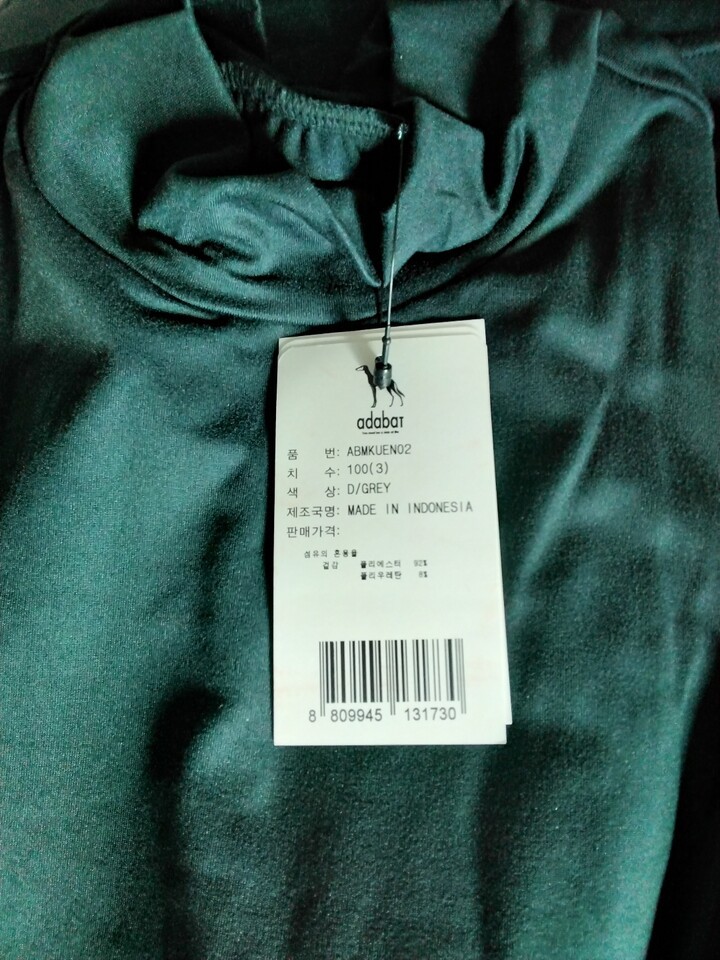 adabat
품 번: ABMKUEN02
치 수: 100(3)
색 상: D/GREY
제조국명: MADE IN INDONESIA
판매가격:
섬유의 혼용율
겉감 폴리에스터 92%
폴리우레탄 8%
8 809945 131730